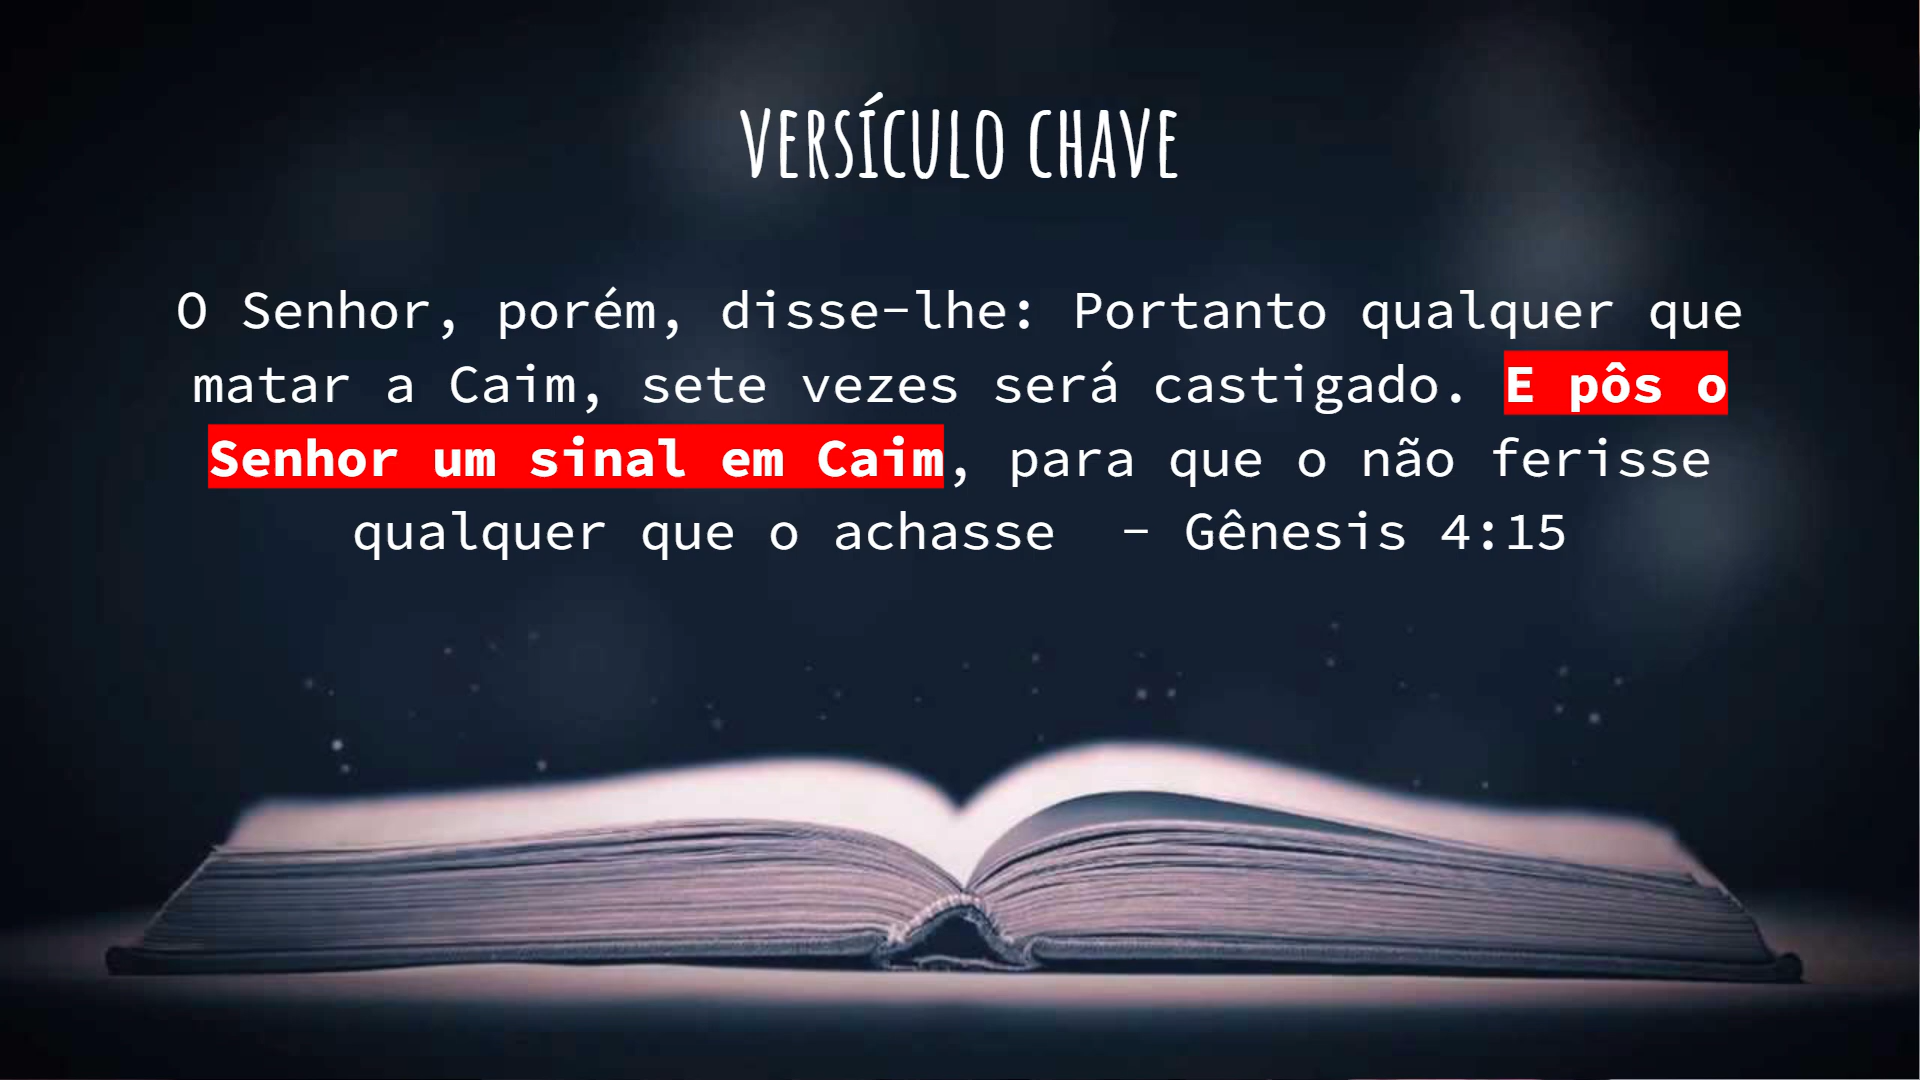 VERSÍCULO CHAVE
O Senhor, porém, disse-lhe: Portanto qualquer que
matar a Caim, sete vezes será castigado. E pôs o
Senhor um sinal em Caim, para que o não ferisse
qualquer que o achasse  - Gênesis 4:15